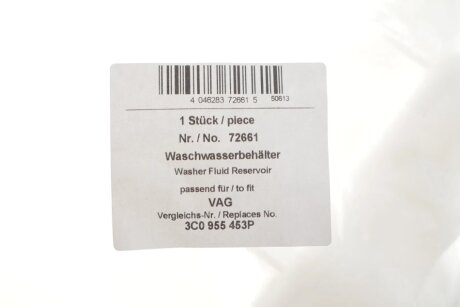 4 046283 72661 5 50613
1 Stück / piece
Nr. / No. 72661
Waschwasserbehälter
Washer Fluid Reservoir
passend für / to fit
VAG
Vergleichs-Nr. / Replaces No.
3C0 955 453P